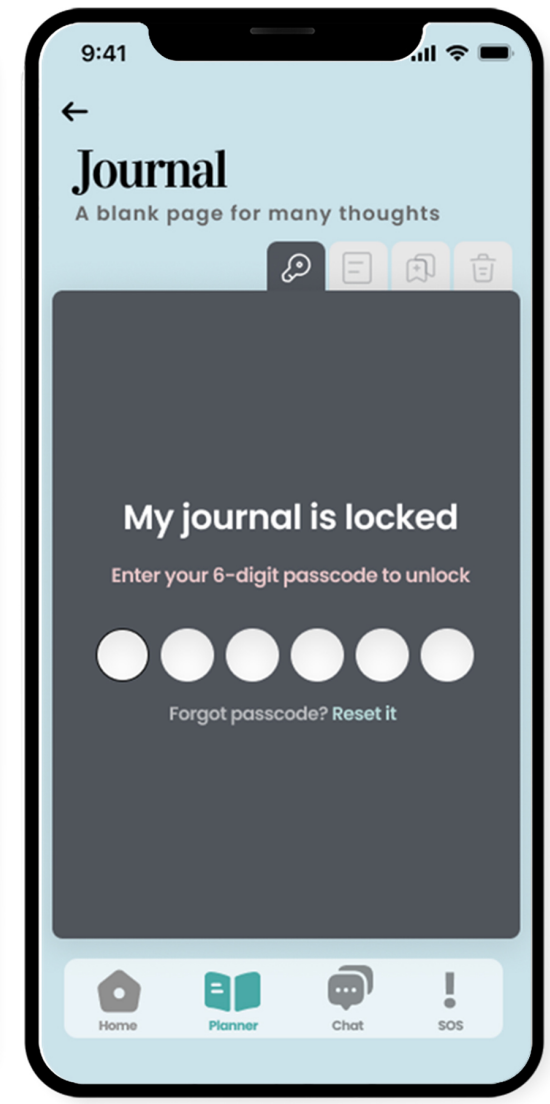 9:41
Journal
A blank page for many thoughts
My journal is locked
Enter your 6-digit passcode to unlock
Forgot passcode? Reset it
Home Planner Chat SOS